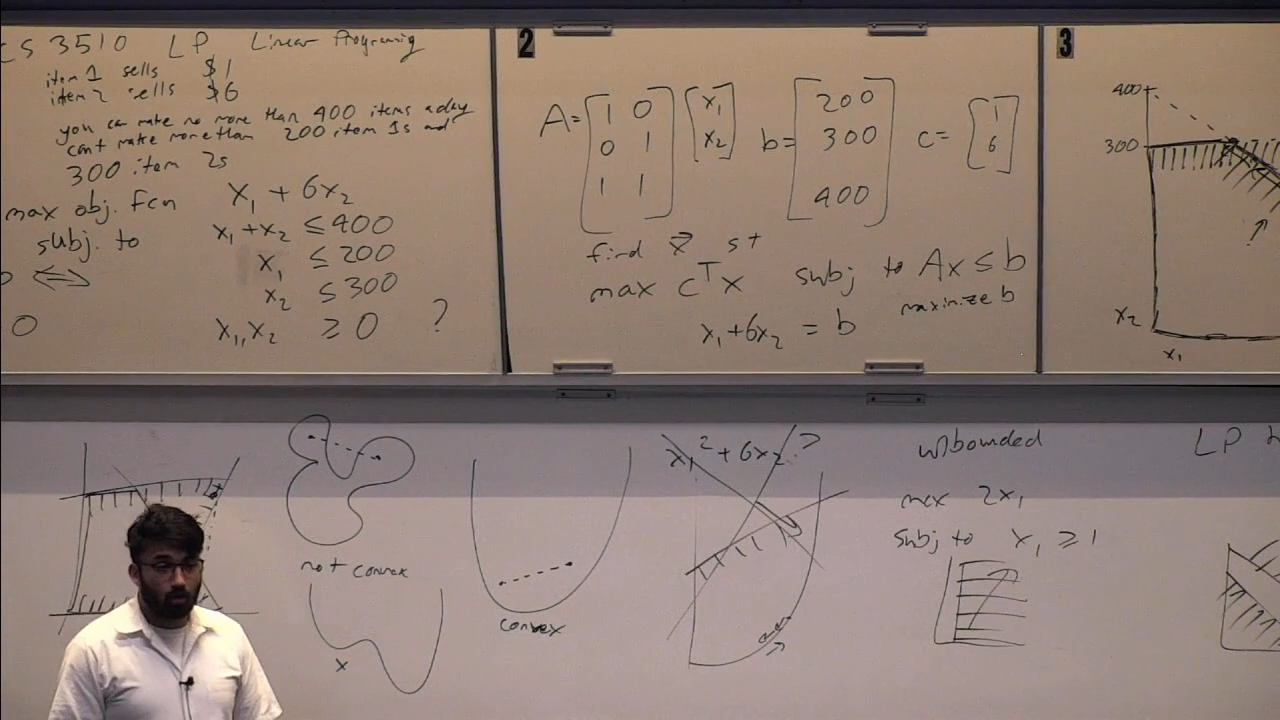 CS 3510 LP Linear Programing
item 1 sells $1
item 2 sells $6
you can make no more than 400 items a day
cant make more than 200 item 1s and
300 item 2s
max obj. Fcn x₁ + 6x₂
subj. to x₁ + x₂ ≤ 400
x₁ ≤ 200
x₂ ≤ 300
x₁, x₂ ≥ 0 ?
0
2
A = [1 0 [x₁ b = [200 c = [1
0 1 x₂] 300 6]
1 1] 400]
find x⃗ st
max cᵀx subj to Ax ≤ b
maximize b
x₁ + 6x₂ = b
3
400
300
?
x₂
x₁
not convex
x
convex
x₁² + 6x₂ ?
unbounded
max 2x₁
subj to x₁ ≥ 1
LP